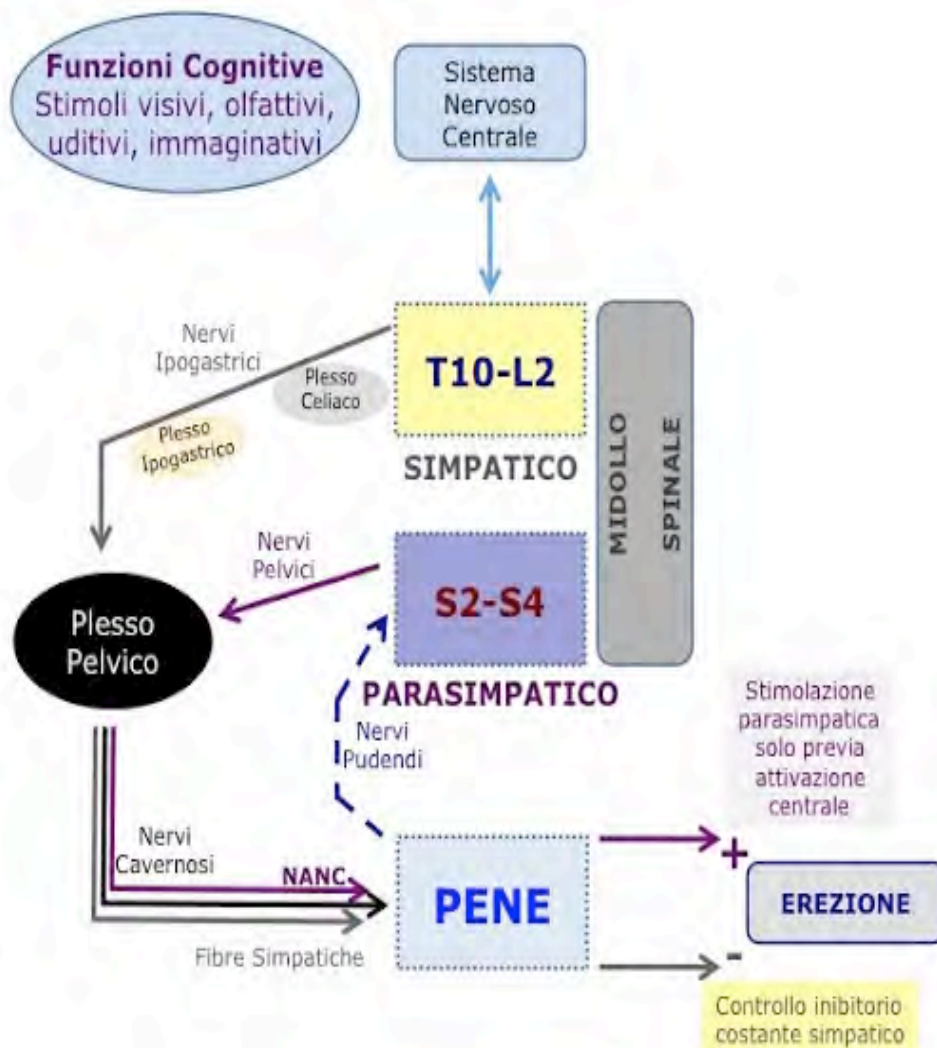 Funzioni Cognitive
Stimoli visivi, olfattivi,
uditivi, immaginativi
Sistema
Nervoso
Centrale
Nervi
Ipogastrici
Plesso
Celiaco
Plesso
Ipogastrico
T10-L2
SIMPATICO
MIDOLLO
SPINALE
Nervi
Pelvici
S2-S4
PARASIMPATICO
Plesso
Pelvico
Nervi
Pudendi
Stimolazione
parasimpatica
solo previa
attivazione
centrale
Nervi
Cavernosi
NANC
Fibre Simpatiche
PENE
+
EREZIONE
-
Controllo inibitorio
costante simpatico